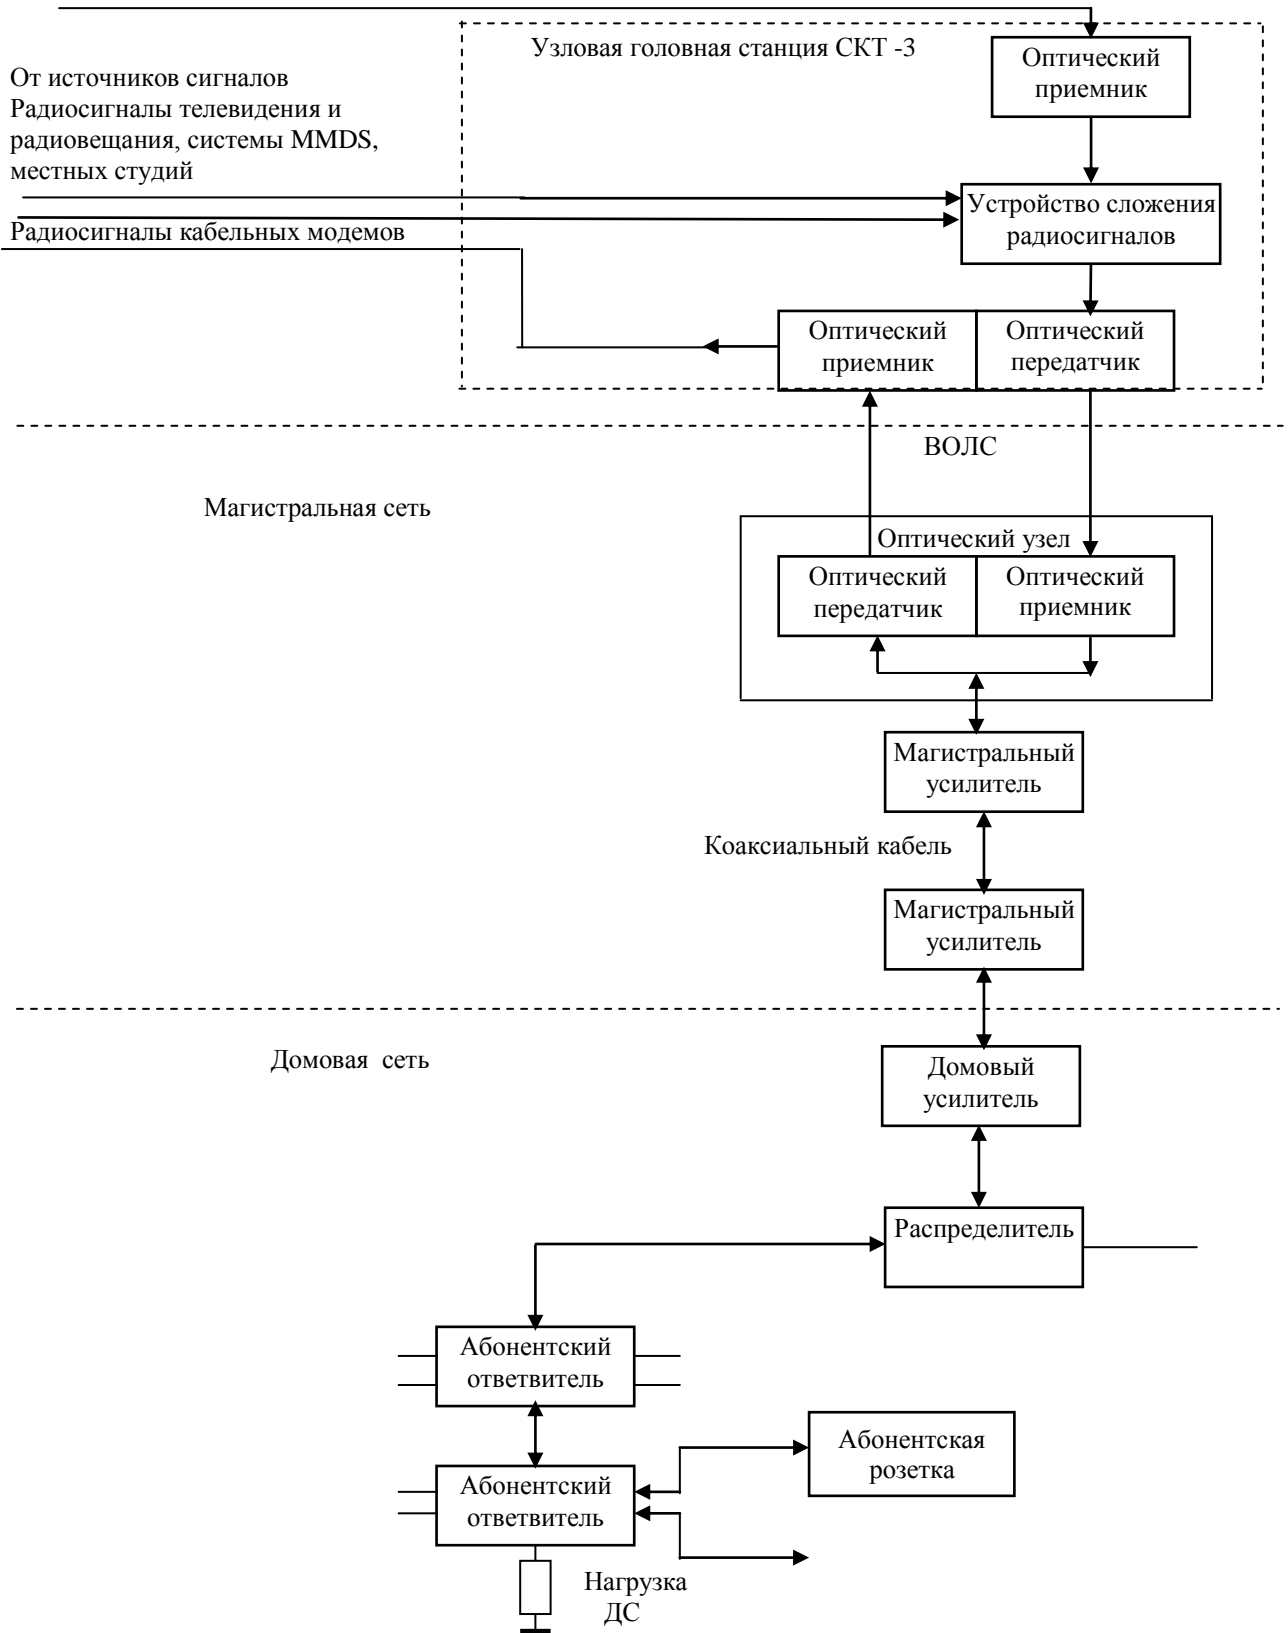 Узловая головная станция СКТ -3
Оптический
приемник
От источников сигналов
Радиосигналы телевидения и
радиовещания, системы MMDS,
местных студий
Устройство сложения
радиосигналов
Радиосигналы кабельных модемов
Оптический
приемник
Оптический
передатчик
ВОЛС
Магистральная сеть
Оптический узел
Оптический
передатчик
Оптический
приемник
Магистральный
усилитель
Коаксиальный кабель
Магистральный
усилитель
Домовая сеть
Домовый
усилитель
Распределитель
Абонентский
ответвитель
Абонентская
розетка
Абонентский
ответвитель
Нагрузка
ДС